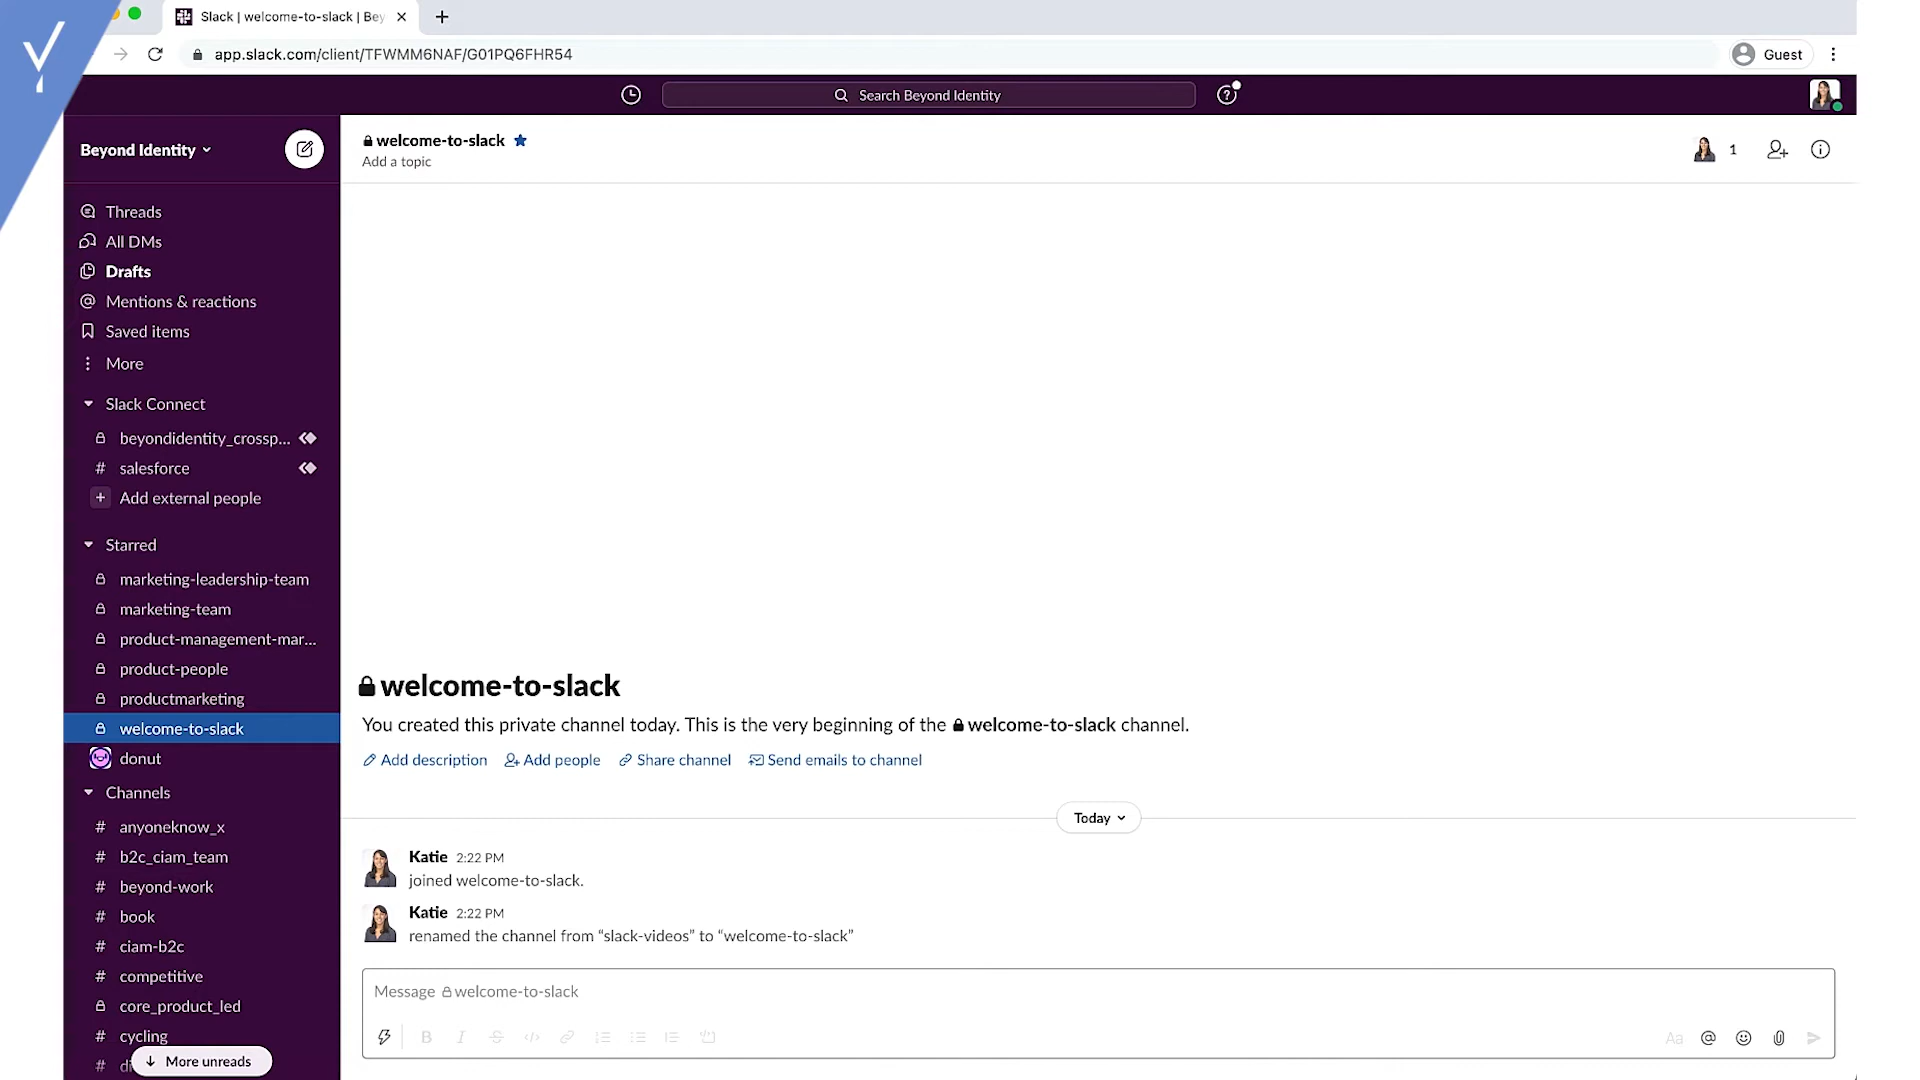 Slack | welcome-to-slack | Bey
app.slack.com/client/TFWMM6NAF/G01PQ6FHR54
Guest
Search Beyond Identity
Beyond Identity
welcome-to-slack
Add a topic
1
Threads
All DMs
Drafts
Mentions & reactions
Saved items
More
Slack Connect
beyondidentity_crossp...
# salesforce
+ Add external people
Starred
marketing-leadership-team
marketing-team
product-management-mar...
product-people
productmarketing
welcome-to-slack
donut
Channels
# anyoneknow_x
# b2c_ciam_team
# beyond-work
# book
# ciam-b2c
# competitive
core_product_led
# cycling
More unreads
welcome-to-slack
You created this private channel today. This is the very beginning of the welcome-to-slack channel.
Add description Add people Share channel Send emails to channel
Today
Katie 2:22 PM
joined welcome-to-slack.
Katie 2:22 PM
renamed the channel from “slack-videos” to “welcome-to-slack”
Message welcome-to-slack
B I S </> Aa @